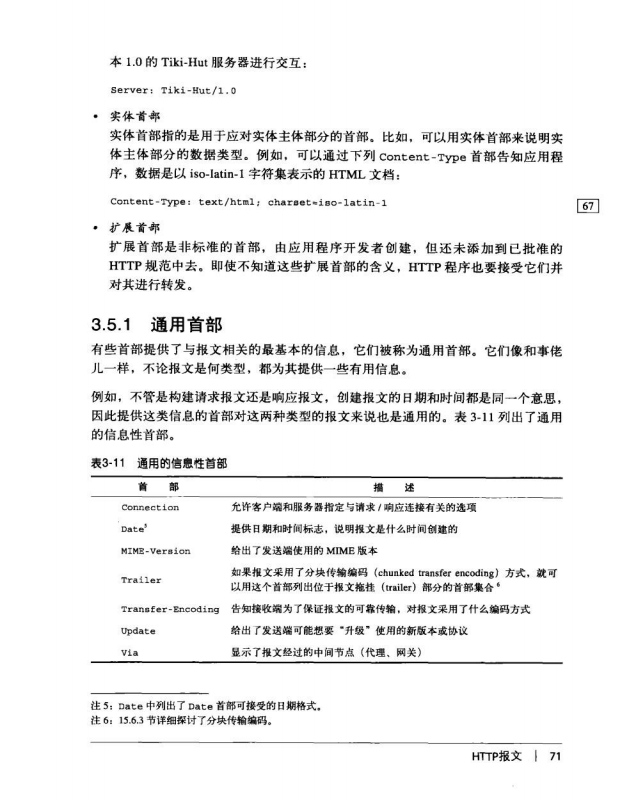 本 1.0 的 Tiki-Hut 服务器进行交互：
Server: Tiki-Hut/1.0
• 实体首部
实体首部指的是用于应对实体主体部分的首部。比如，可以用实体首部来说明实
体主体部分的数据类型。例如，可以通过下列 Content-Type 首部告知应用程
序，数据是以 iso-latin-1 字符集表示的 HTML 文档：
Content-Type: text/html; charset=iso-latin-1
67
• 扩展首部
扩展首部是非标准的首部，由应用程序开发者创建，但还未添加到已批准的
HTTP 规范中去。即使不知道这些扩展首部的含义，HTTP 程序也要接受它们并
对其进行转发。
3.5.1 通用首部
有些首部提供了与报文相关的最基本的信息，它们被称为通用首部。它们像和事佬
儿一样，不论报文是何类型，都为其提供一些有用信息。
例如，不管是构建请求报文还是响应报文，创建报文的日期和时间都是同一个意思，
因此提供这类信息的首部对这两种类型的报文来说也是通用的。表 3-11 列出了通用
的信息性首部。
表3-11 通用的信息性首部
首 部 描 述
Connection 允许客户端和服务器指定与请求 / 响应连接有关的选项
Date⁵ 提供日期和时间标志，说明报文是什么时间创建的
MIME-Version 给出了发送端使用的 MIME 版本
Trailer 如果报文采用了分块传输编码（chunked transfer encoding）方式，就可
以用这个首部列出位于报文拖挂（trailer）部分的首部集合⁶
Transfer-Encoding 告知接收端为了保证报文的可靠传输，对报文采用了什么编码方式
Update 给出了发送端可能想要“升级”使用的新版本或协议
Via 显示了报文经过的中间节点（代理、网关）
注 5：Date 中列出了 Date 首部可接受的日期格式。
注 6：15.6.3 节详细探讨了分块传输编码。
HTTP报文 | 71